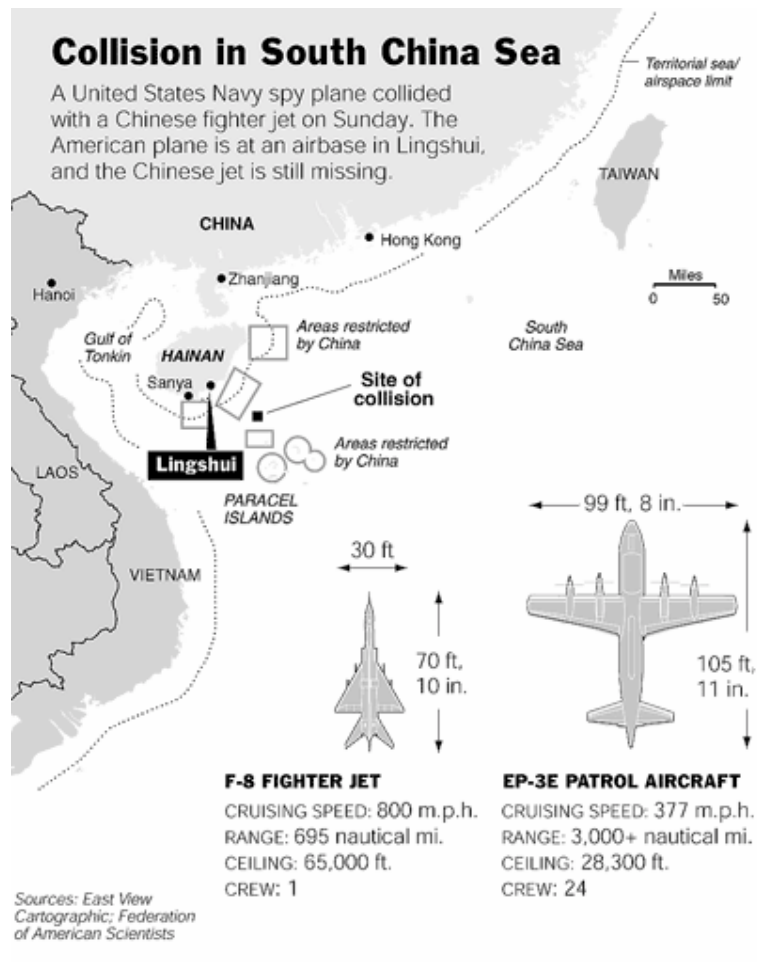 Collision in South China Sea
A United States Navy spy plane collided
with a Chinese fighter jet on Sunday. The
American plane is at an airbase in Lingshui,
and the Chinese jet is still missing.
Territorial sea/
airspace limit
TAIWAN
CHINA
Hong Kong
Zhanjiang
Hanoi
Miles
0 50
Gulf of
Tonkin
HAINAN
Areas restricted
by China
South
China Sea
Sanya
Site of
collision
Lingshui
Areas restricted
by China
LAOS
PARACEL
ISLANDS
VIETNAM
99 ft, 8 in.
30 ft
70 ft,
10 in.
105 ft,
11 in.
F-8 FIGHTER JET
CRUISING SPEED: 800 m.p.h.
RANGE: 695 nautical mi.
CEILING: 65,000 ft.
CREW: 1
EP-3E PATROL AIRCRAFT
CRUISING SPEED: 377 m.p.h.
RANGE: 3,000+ nautical mi.
CEILING: 28,300 ft.
CREW: 24
Sources: East View
Cartographic; Federation
of American Scientists